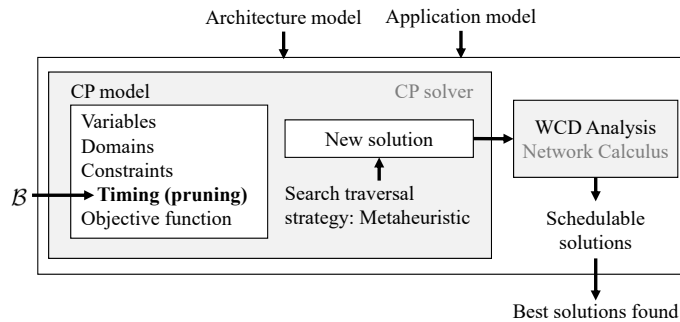 Architecture model
Application model
CP model
CP solver
Variables
Domains
Constraints
Timing (pruning)
Objective function
ℬ
New solution
Search traversal
strategy: Metaheuristic
WCD Analysis
Network Calculus
Schedulable
solutions
Best solutions found